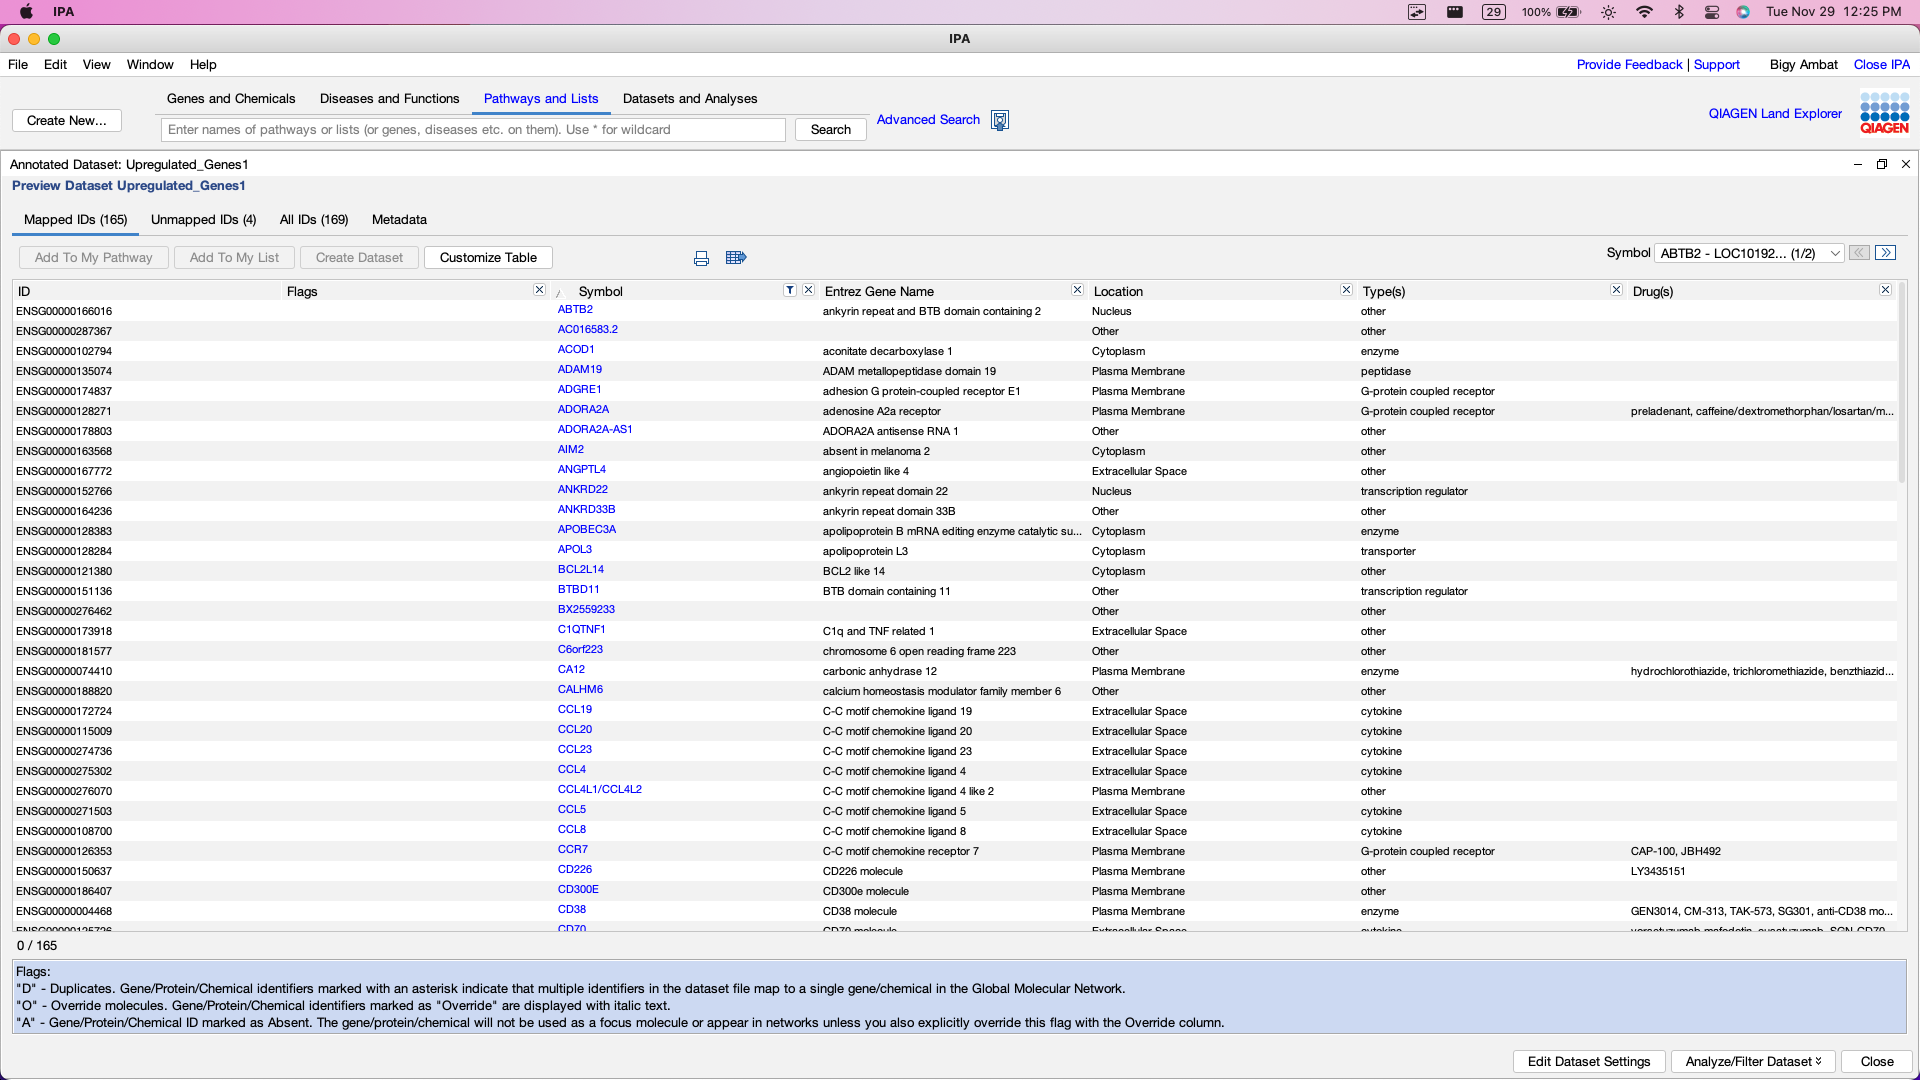 IPA
29 100% Tue Nov 29 12:25 PM
IPA
File Edit View Window Help
Provide Feedback | Support Bigy Ambat Close IPA
Genes and Chemicals Diseases and Functions Pathways and Lists Datasets and Analyses
Create New...
Enter names of pathways or lists (or genes, diseases etc. on them). Use * for wildcard
Search
Advanced Search
QIAGEN Land Explorer
QIAGEN
Annotated Dataset: Upregulated_Genes1
Preview Dataset Upregulated_Genes1
Mapped IDs (165) Unmapped IDs (4) All IDs (169) Metadata
Add To My Pathway Add To My List Create Dataset Customize Table
Symbol ABTB2 - LOC10192... (1/2)
ID Flags Symbol Entrez Gene Name Location Type(s) Drug(s)
ENSG00000166016 ABTB2 ankyrin repeat and BTB domain containing 2 Nucleus other
ENSG00000287367 AC016583.2 Other other
ENSG00000102794 ACOD1 aconitate decarboxylase 1 Cytoplasm enzyme
ENSG00000135074 ADAM19 ADAM metallopeptidase domain 19 Plasma Membrane peptidase
ENSG00000174837 ADGRE1 adhesion G protein-coupled receptor E1 Plasma Membrane G-protein coupled receptor
ENSG00000128271 ADORA2A adenosine A2a receptor Plasma Membrane G-protein coupled receptor preladenant, caffeine/dextromethorphan/losartan/m...
ENSG00000178803 ADORA2A-AS1 ADORA2A antisense RNA 1 Other other
ENSG00000163568 AIM2 absent in melanoma 2 Cytoplasm other
ENSG00000167772 ANGPTL4 angiopoietin like 4 Extracellular Space other
ENSG00000152766 ANKRD22 ankyrin repeat domain 22 Nucleus transcription regulator
ENSG00000164236 ANKRD33B ankyrin repeat domain 33B Other other
ENSG00000128383 APOBEC3A apolipoprotein B mRNA editing enzyme catalytic su... Cytoplasm enzyme
ENSG00000128284 APOL3 apolipoprotein L3 Cytoplasm transporter
ENSG00000121380 BCL2L14 BCL2 like 14 Cytoplasm other
ENSG00000151136 BTBD11 BTB domain containing 11 Other transcription regulator
ENSG00000276462 BX2559233 Other other
ENSG00000173918 C1QTNF1 C1q and TNF related 1 Extracellular Space other
ENSG00000181577 C6orf223 chromosome 6 open reading frame 223 Other other
ENSG00000074410 CA12 carbonic anhydrase 12 Plasma Membrane enzyme hydrochlorothiazide, trichloromethiazide, benzthiazid...
ENSG00000188820 CALHM6 calcium homeostasis modulator family member 6 Other other
ENSG00000172724 CCL19 C-C motif chemokine ligand 19 Extracellular Space cytokine
ENSG00000115009 CCL20 C-C motif chemokine ligand 20 Extracellular Space cytokine
ENSG00000274736 CCL23 C-C motif chemokine ligand 23 Extracellular Space cytokine
ENSG00000275302 CCL4 C-C motif chemokine ligand 4 Extracellular Space cytokine
ENSG00000276070 CCL4L1/CCL4L2 C-C motif chemokine ligand 4 like 2 Plasma Membrane other
ENSG00000271503 CCL5 C-C motif chemokine ligand 5 Extracellular Space cytokine
ENSG00000108700 CCL8 C-C motif chemokine ligand 8 Extracellular Space cytokine
ENSG00000126353 CCR7 C-C motif chemokine receptor 7 Plasma Membrane G-protein coupled receptor CAP-100, JBH492
ENSG00000150637 CD226 CD226 molecule Plasma Membrane other LY3435151
ENSG00000186407 CD300E CD300e molecule Plasma Membrane other
ENSG00000004468 CD38 CD38 molecule Plasma Membrane enzyme GEN3014, CM-313, TAK-573, SG301, anti-CD38 mo...
ENSG00000125726 CD70 CD70 molecule Extracellular Space cytokine vorsetuzumab mafodotin, cusatuzumab, SGN-CD70
0 / 165
Flags:
"D" - Duplicates. Gene/Protein/Chemical identifiers marked with an asterisk indicate that multiple identifiers in the dataset file map to a single gene/chemical in the Global Molecular Network.
"O" - Override molecules. Gene/Protein/Chemical identifiers marked as "Override" are displayed with italic text.
"A" - Gene/Protein/Chemical ID marked as Absent. The gene/protein/chemical will not be used as a focus molecule or appear in networks unless you also explicitly override this flag with the Override column.
Edit Dataset Settings Analyze/Filter Dataset Close